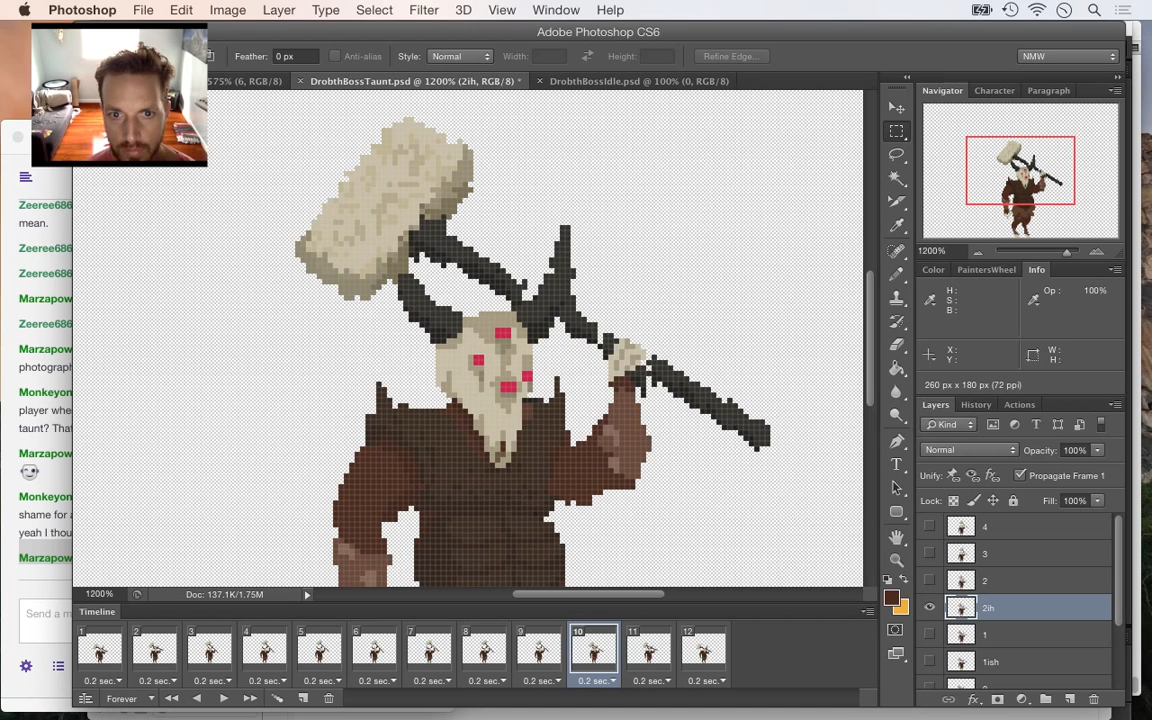 Photoshop File Edit Image Layer Type Select Filter 3D View Window Help
Adobe Photoshop CS6
Feather: 0 px Anti-alias Style: Normal Width: Height: Refine Edge... NMW
575% (6, RGB/8) × DrobthBossTaunt.psd @ 1200% (2ih, RGB/8) * × DrobthBossIdle.psd @ 100% (0, RGB/8)
Zeeree686
mean.
Zeeree686
Zeeree686
Marzapow
Zeeree686
Marzapow
photograph
Monkeyon
player whe
taunt? That
Marzapow
Monkeyon
shame for a
yeah I thou
Marzapow
Send a m
Navigator Character Paragraph
1200%
Color PaintersWheel Info
H: Op: 100%
S:
B:
X: W:
Y: H:
260 px x 180 px (72 ppi)
Layers History Actions
Kind
Normal Opacity: 100%
Unify: Propagate Frame 1
Lock: Fill: 100%
4
3
2
2ih
1
1ish
1200% Doc: 137.1K/1.75M
Timeline
1 2 3 4 5 6 7 8 9 10 11 12
0.2 sec. 0.2 sec. 0.2 sec. 0.2 sec. 0.2 sec. 0.2 sec. 0.2 sec. 0.2 sec. 0.2 sec. 0.2 sec. 0.2 sec. 0.2 sec.
Forever
fx